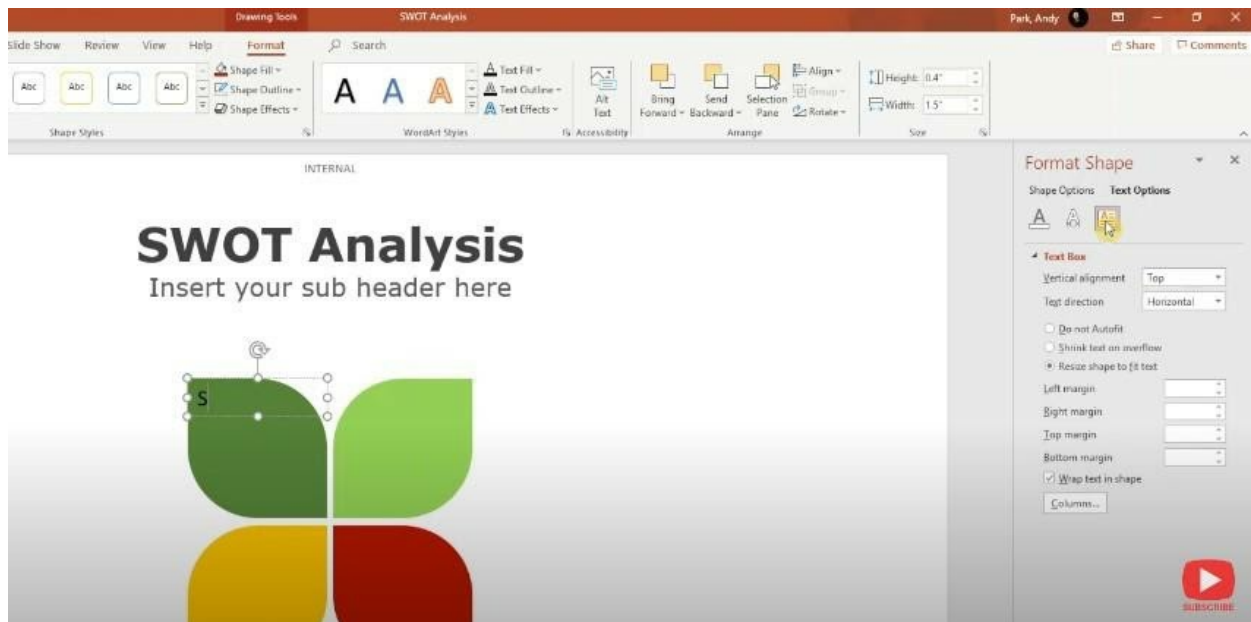 Drawing Tools
SWOT Analysis
Park, Andy
Slide Show Review View Help Format Search
Share Comments
Abc Abc Abc Abc
Shape Fill
Shape Outline
Shape Effects
Shape Styles
A A A
Text Fill
Text Outline
Text Effects
WordArt Styles
Alt
Text
Accessibility
Bring
Forward
Send
Backward
Selection
Pane
Align
Group
Rotate
Arrange
Height: 0.4"
Width: 1.5"
Size
INTERNAL
SWOT Analysis
Insert your sub header here
S
Format Shape
Shape Options Text Options
Text Box
Vertical alignment Top
Text direction Horizontal
Do not Autofit
Shrink text on overflow
Resize shape to fit text
Left margin
Right margin
Top margin
Bottom margin
Wrap text in shape
Columns...
SUBSCRIBE